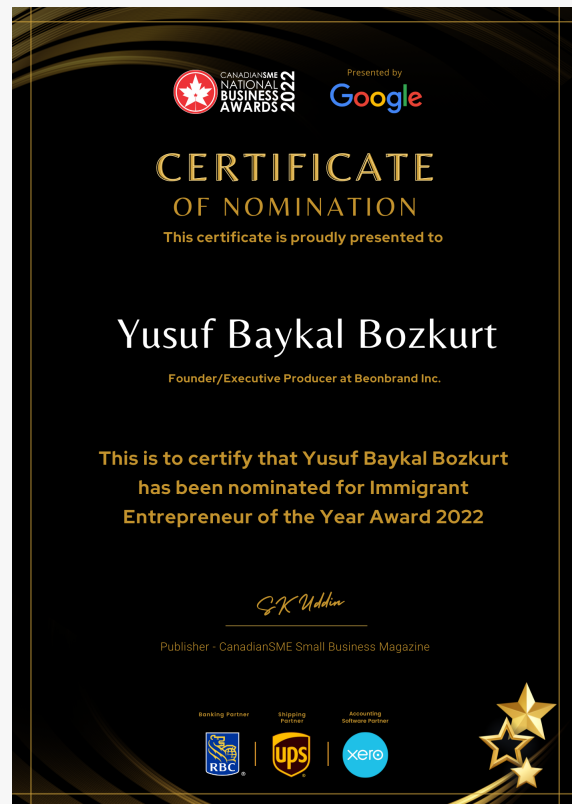 CANADIANSME
NATIONAL
BUSINESS
AWARDS
2022
Presented by
Google
CERTIFICATE
OF NOMINATION
This certificate is proudly presented to
Yusuf Baykal Bozkurt
Founder/Executive Producer at Beonbrand Inc.
This is to certify that Yusuf Baykal Bozkurt
has been nominated for Immigrant
Entrepreneur of the Year Award 2022
SK Uddin
Publisher - CanadianSME Small Business Magazine
Banking Partner
Shipping
Partner
Accounting
Software Partner
RBC
ups
xero